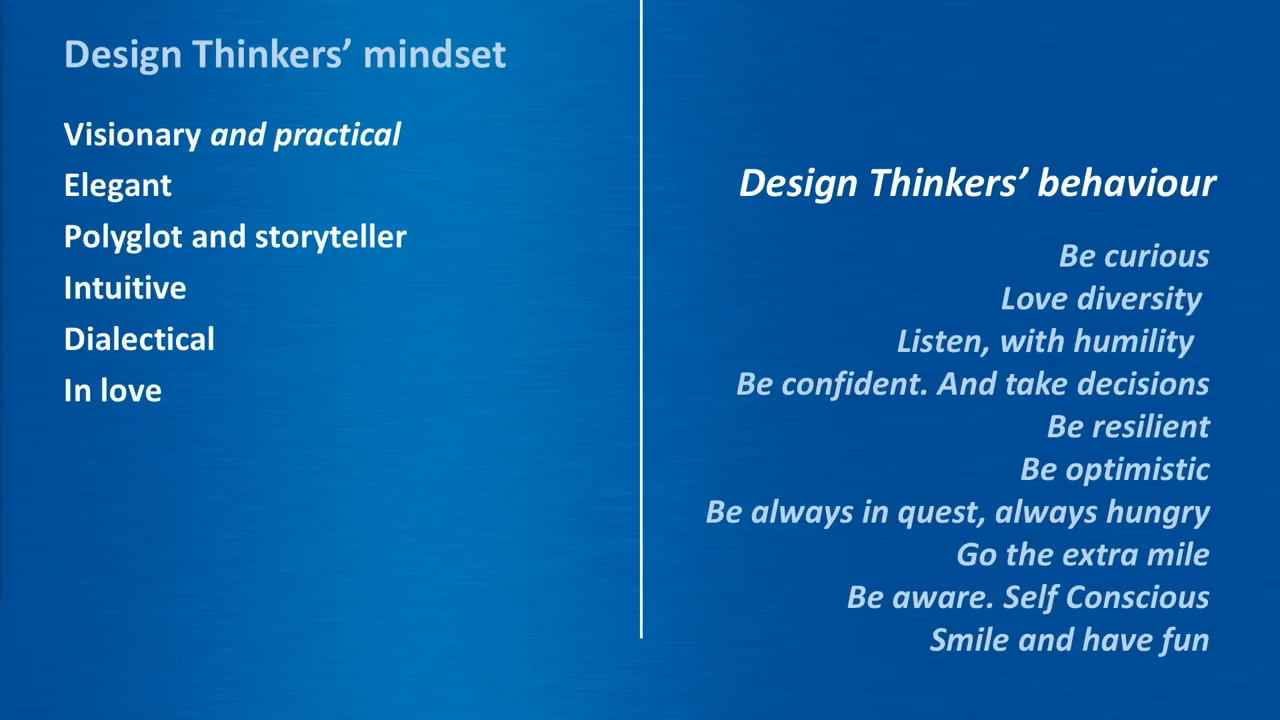 Design Thinkers’ mindset
Visionary and practical
Elegant
Polyglot and storyteller
Intuitive
Dialectical
In love
Design Thinkers’ behaviour
Be curious
Love diversity
Listen, with humility
Be confident. And take decisions
Be resilient
Be optimistic
Be always in quest, always hungry
Go the extra mile
Be aware. Self Conscious
Smile and have fun